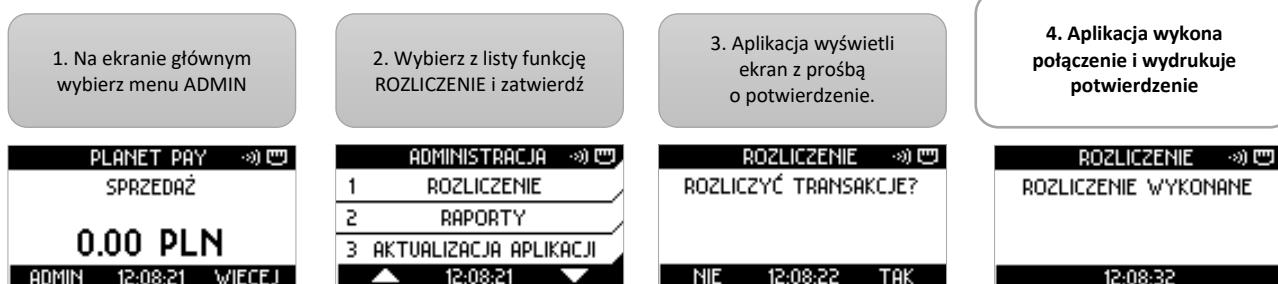 1. Na ekranie głównym
wybierz menu ADMIN
2. Wybierz z listy funkcję
ROZLICZENIE i zatwierdź
3. Aplikacja wyświetli
ekran z prośbą
o potwierdzenie.
4. Aplikacja wykona
połączenie i wydrukuje
potwierdzenie
PLANET PAY
SPRZEDAŻ
0.00 PLN
ADMIN 12:08:21 WIĘCEJ
ADMINISTRACJA
1 ROZLICZENIE
2 RAPORTY
3 AKTUALIZACJA APLIKACJI
12:08:21
ROZLICZENIE
ROZLICZYĆ TRANSAKCJE?
NIE 12:08:22 TAK
ROZLICZENIE
ROZLICZENIE WYKONANE
12:08:32